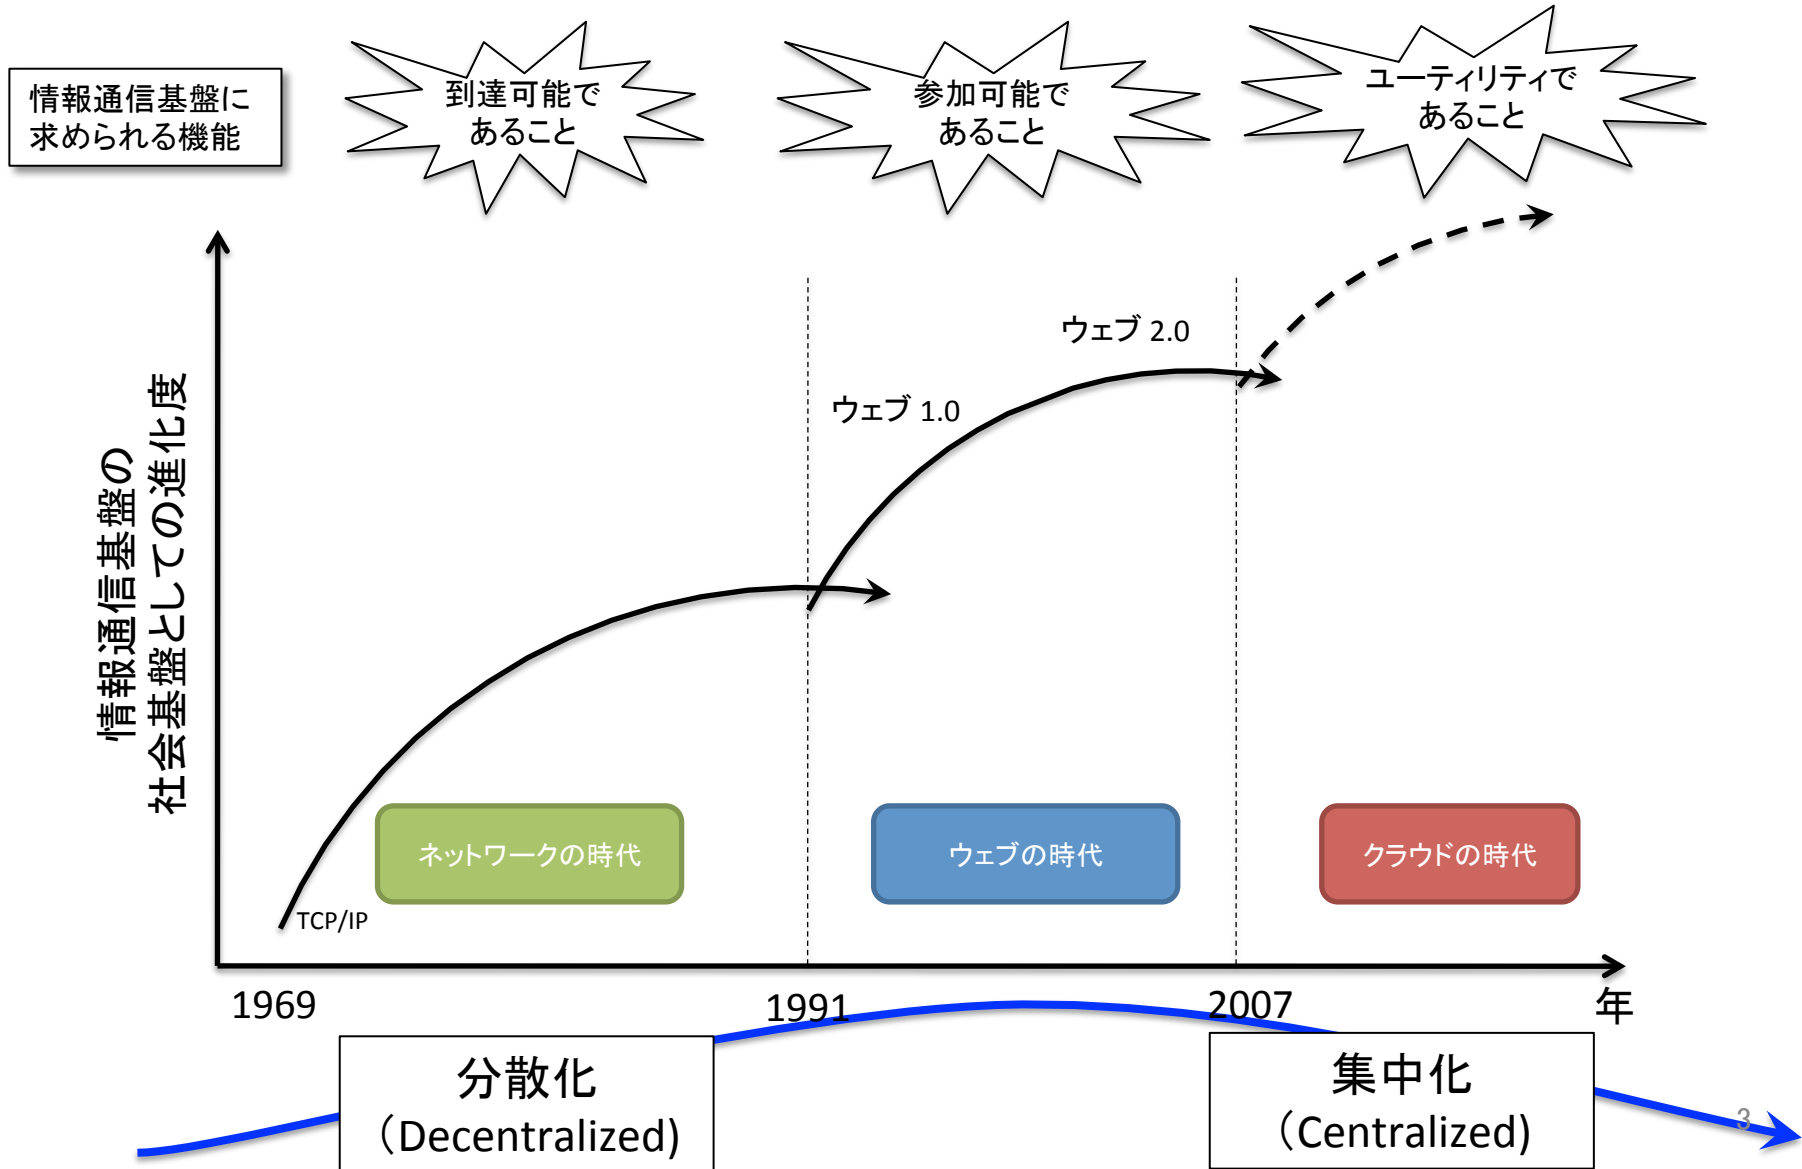 情報通信基盤に
求められる機能
到達可能で
あること
参加可能で
あること
ユーティリティで
あること
情報通信基盤の
社会基盤としての進化度
ウェブ 2.0
ウェブ 1.0
ネットワークの時代
ウェブの時代
クラウドの時代
TCP/IP
1969
1991
2007
年
分散化
（Decentralized)
集中化
（Centralized)
3